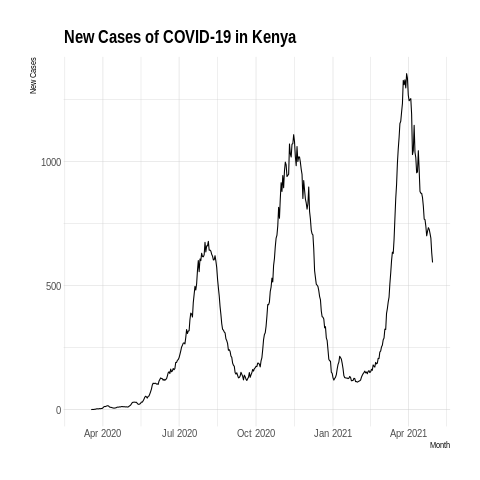 New Cases of COVID-19 in Kenya
New Cases
1000
500
0
Apr 2020 Jul 2020 Oct 2020 Jan 2021 Apr 2021
Month